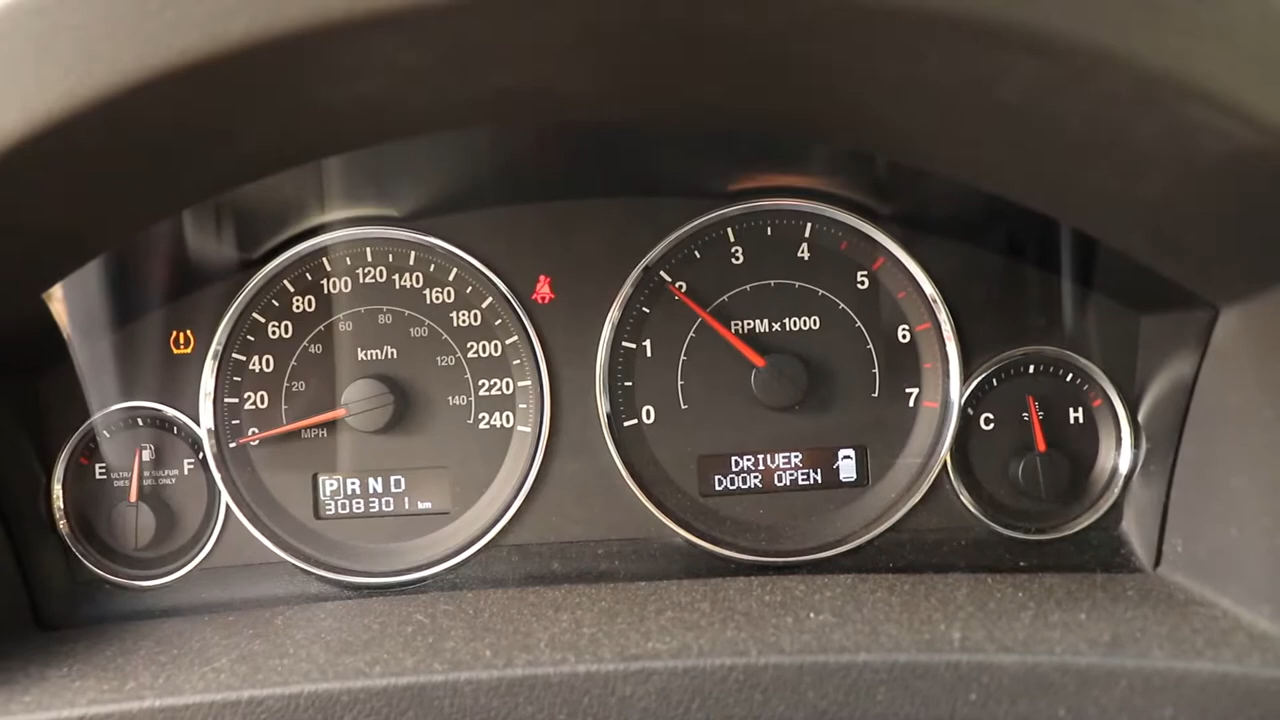 E
F
ULTRA LOW SULFUR
DIESEL FUEL ONLY
0
20
40
60
80
100
120
140
160
180
200
220
240
km/h
20
40
60
80
100
120
140
MPH
PRND
308301 km
0
1
2
3
4
5
6
7
RPM×1000
DRIVER
DOOR OPEN
C
H